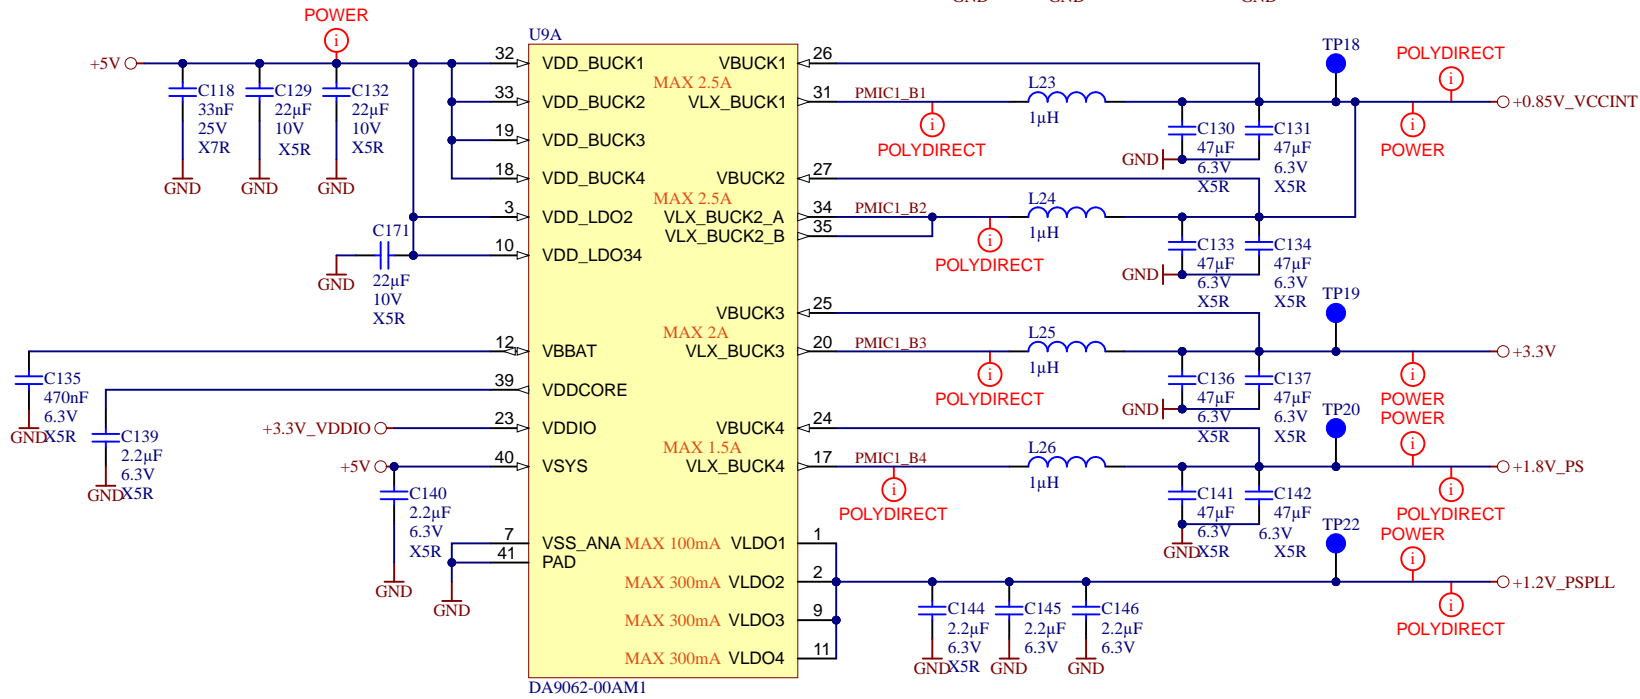 GND
GND
GND
POWER
i
U9A
+5V
C118
33nF
25V
X7R
GND
C129
22µF
10V
X5R
GND
C132
22µF
10V
X5R
GND
C171
22µF
10V
X5R
GND
32
VDD_BUCK1
33
VDD_BUCK2
19
VDD_BUCK3
18
VDD_BUCK4
3
VDD_LDO2
10
VDD_LDO34
12
VBBAT
39
VDDCORE
23
VDDIO
40
VSYS
7
VSS_ANA
41
PAD
C135
470nF
6.3V
X5R
GND
C139
2.2µF
6.3V
X5R
GND
+3.3V_VDDIO
+5V
C140
2.2µF
6.3V
X5R
GND
GND
VBUCK1
26
MAX 2.5A
VLX_BUCK1
31
PMIC1_B1
VBUCK2
27
MAX 2.5A
VLX_BUCK2_A
34
PMIC1_B2
VLX_BUCK2_B
35
VBUCK3
25
MAX 2A
VLX_BUCK3
20
PMIC1_B3
VBUCK4
24
MAX 1.5A
VLX_BUCK4
17
PMIC1_B4
MAX 100mA
VLDO1
1
MAX 300mA
VLDO2
2
MAX 300mA
VLDO3
9
MAX 300mA
VLDO4
11
DA9062-00AM1
i
POLYDIRECT
L23
1µH
C130
47µF
6.3V
X5R
GND
C131
47µF
6.3V
X5R
TP18
POLYDIRECT
i
+0.85V_VCCINT
i
POWER
i
POLYDIRECT
L24
1µH
C133
47µF
6.3V
X5R
GND
C134
47µF
6.3V
X5R
i
POLYDIRECT
L25
1µH
C136
47µF
6.3V
X5R
GND
C137
47µF
6.3V
X5R
TP19
+3.3V
i
POWER
i
POLYDIRECT
L26
1µH
C141
47µF
6.3V
X5R
GND
C142
47µF
6.3V
X5R
TP20
POWER
i
+1.8V_PS
i
POLYDIRECT
C144
2.2µF
6.3V
X5R
GND
C145
2.2µF
6.3V
GND
C146
2.2µF
6.3V
GND
TP22
POWER
i
+1.2V_PSPLL
i
POLYDIRECT